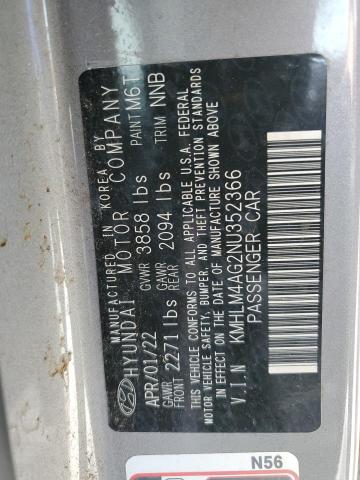 MANUFACTURED IN KOREA BY
HYUNDAI MOTOR COMPANY
APR/01/22 GVWR 3858 lbs PAINT M6T
GAWR FRONT 2271 lbs GAWR REAR 2094 lbs TRIM NNB
THIS VEHICLE CONFORMS TO ALL APPLICABLE U.S.A. FEDERAL
MOTOR VEHICLE SAFETY, BUMPER, AND THEFT PREVENTION STANDARDS
IN EFFECT ON THE DATE OF MANUFACTURE SHOWN ABOVE
V.I.N KMHLM4AG2NU352366
PASSENGER CAR
N56